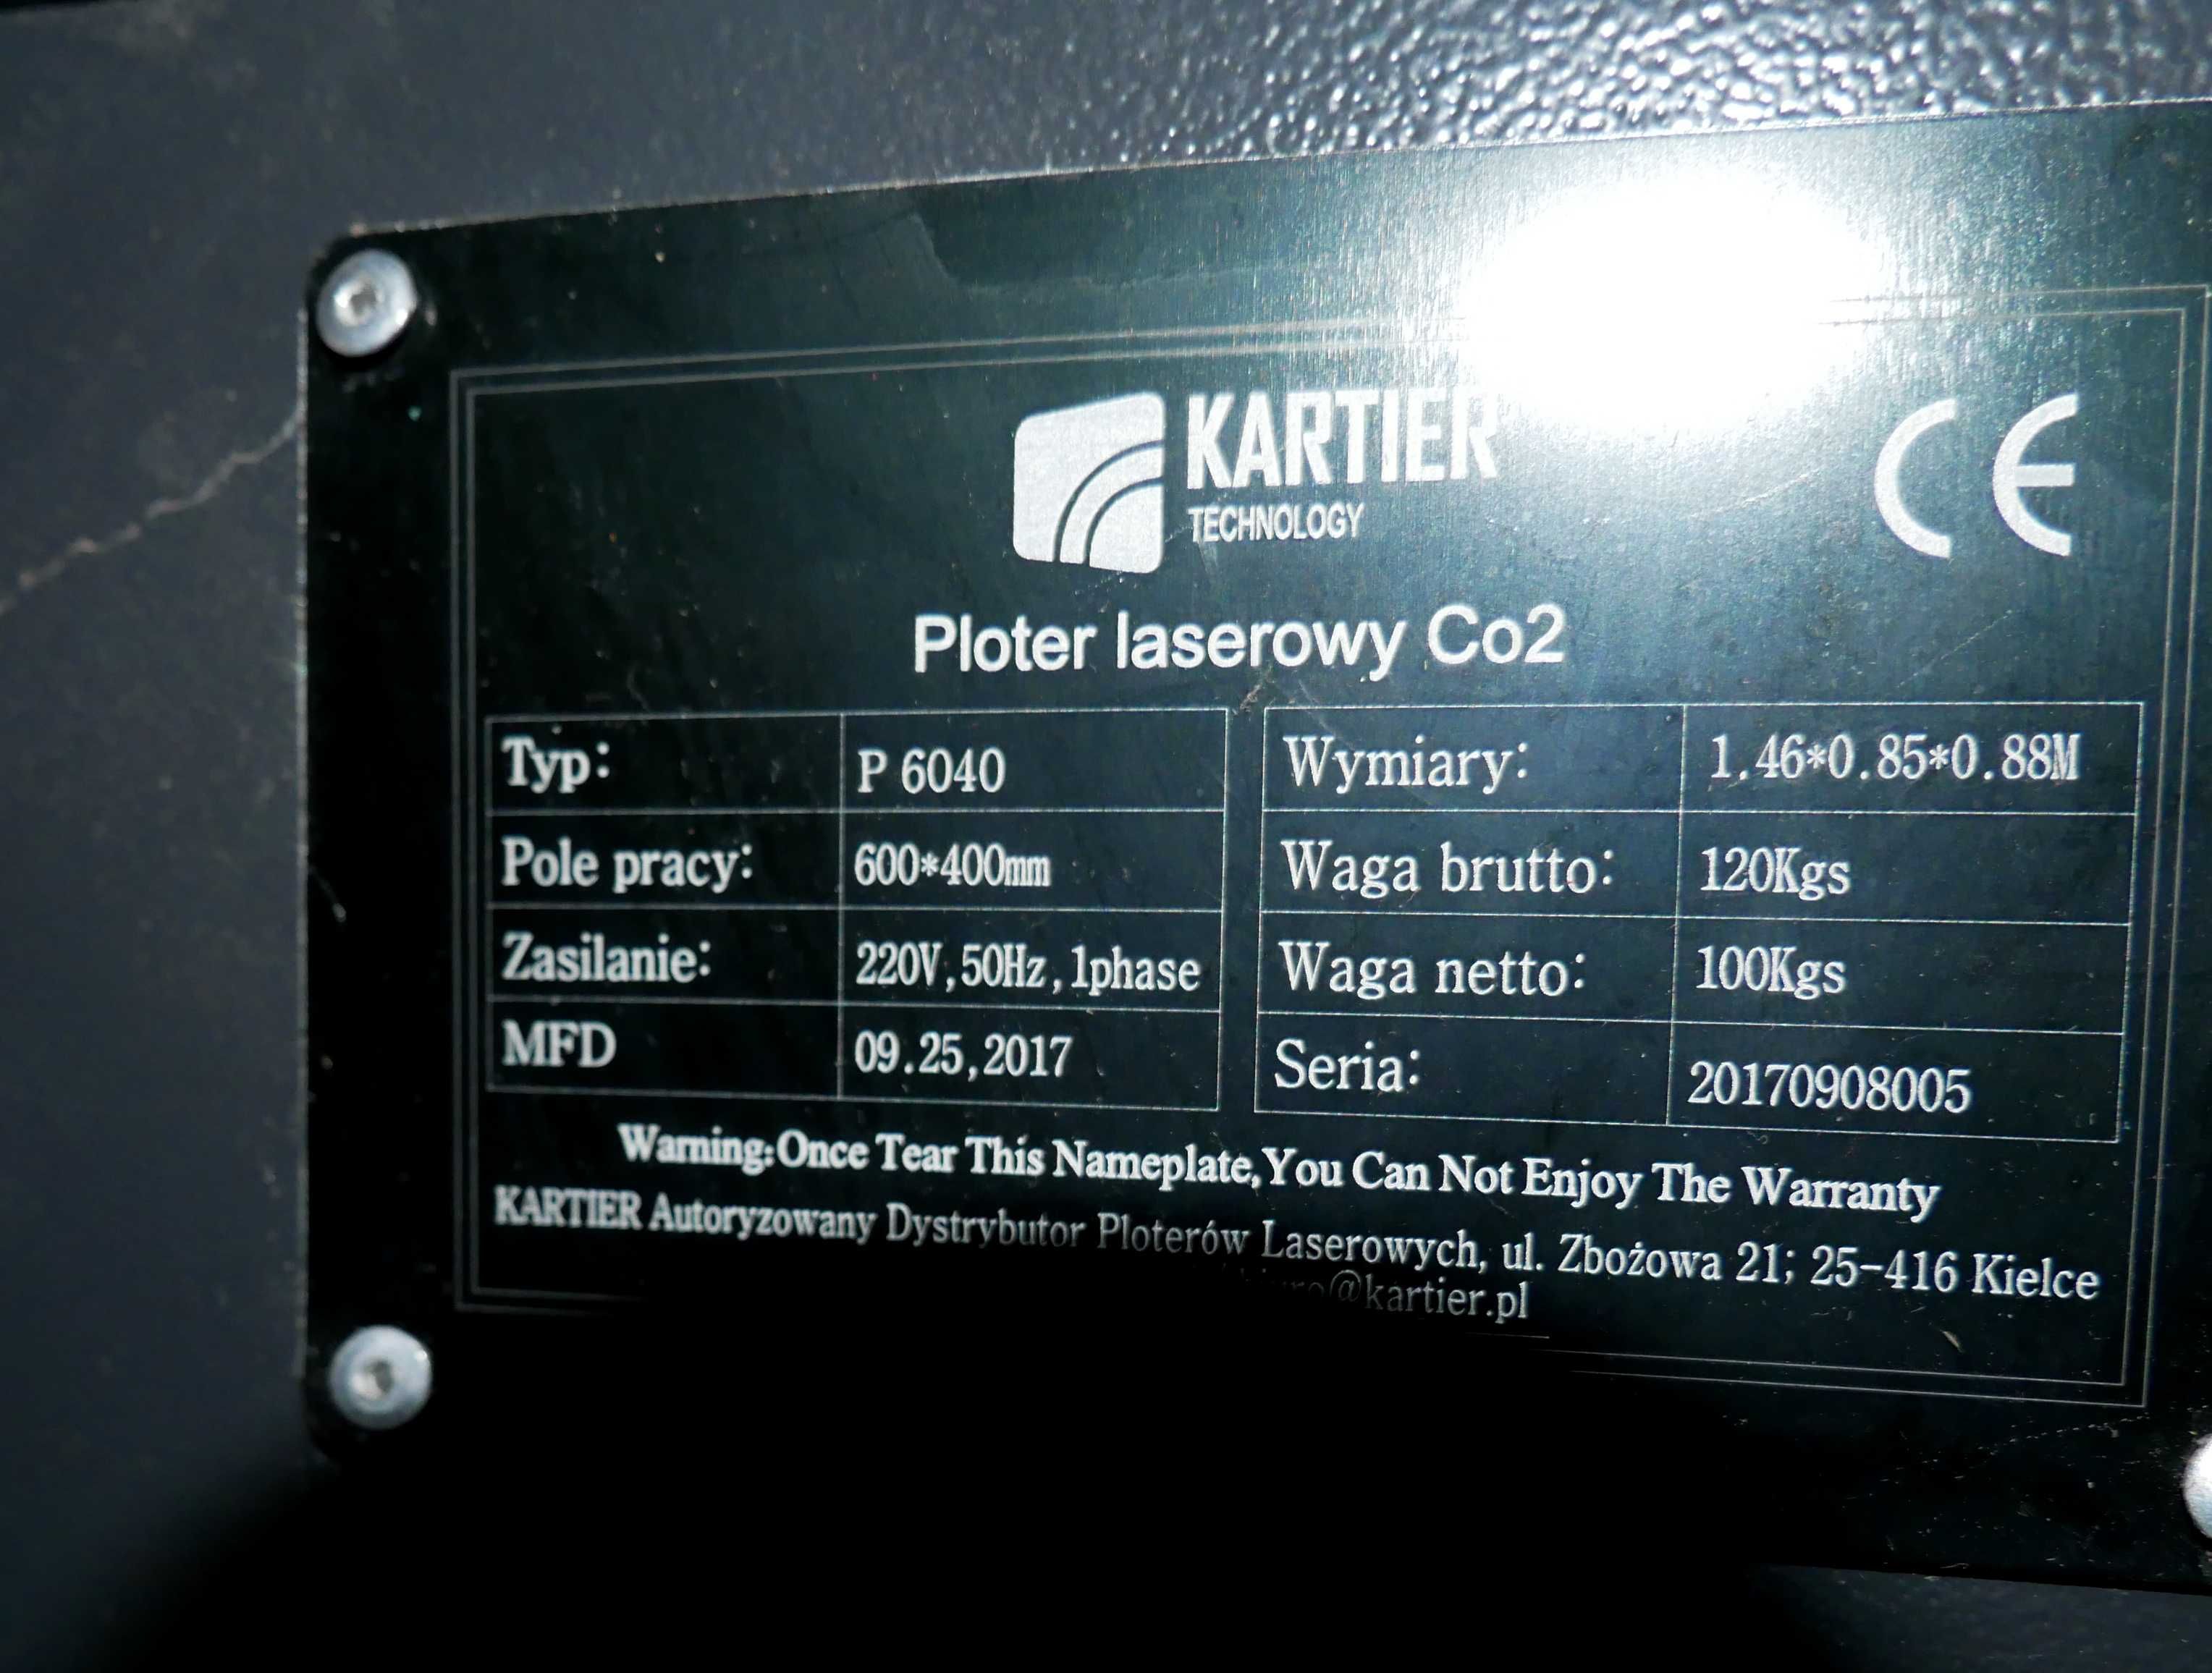 KARTIER
TECHNOLOGY
CE
Ploter laserowy Co2
Typ: P 6040
Pole pracy: 600*400mm
Zasilanie: 220V,50Hz,1phase
MFD 09.25,2017
Wymiary: 1.46*0.85*0.88M
Waga brutto: 120Kgs
Waga netto: 100Kgs
Seria: 20170908005
Warning:Once Tear This Nameplate,You Can Not Enjoy The Warranty
KARTIER Autoryzowany Dystrybutor Ploterów Laserowych, ul. Zbożowa 21; 25-416 Kielce
@kartier.pl